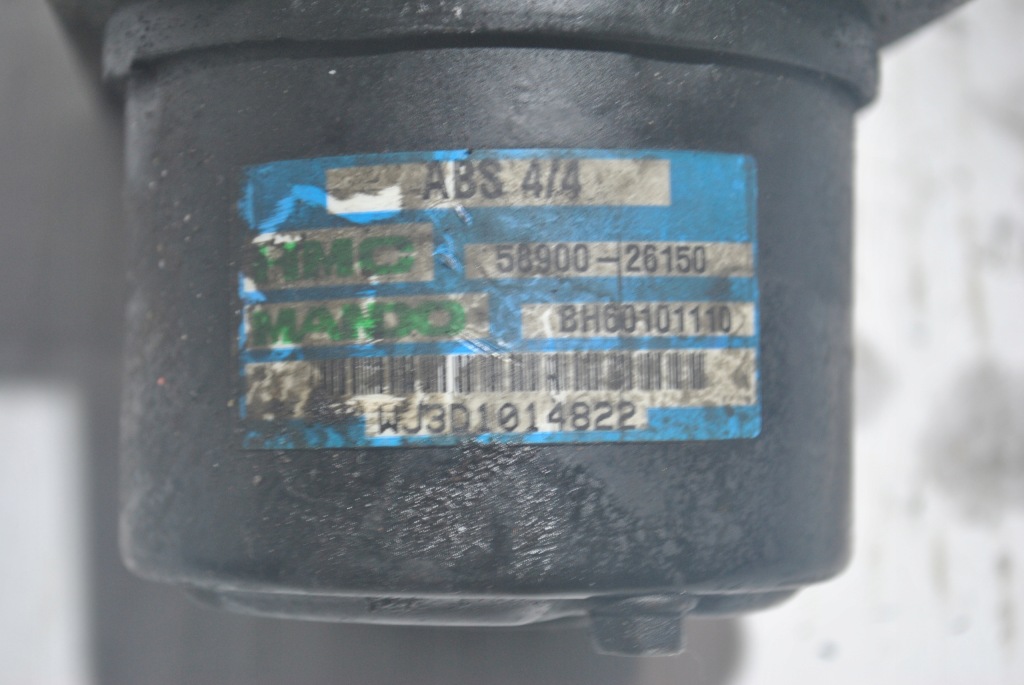 ABS 4/4
HMC 58900-26150
MANDO BH60101110
WJ3D1014822